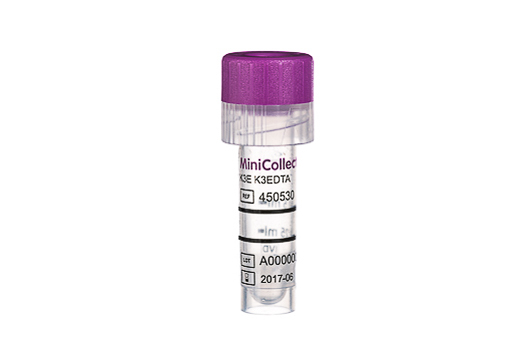 MiniCollec
K3E K3EDTA
REF 450530
LOT A00000
2017-06